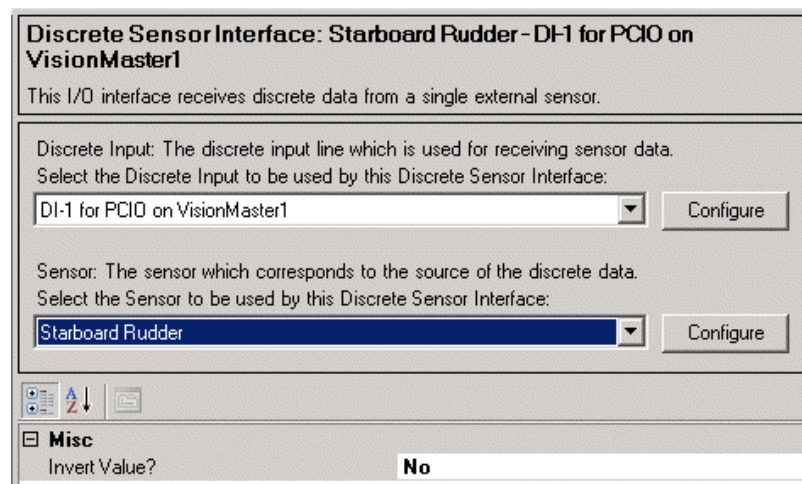 Discrete Sensor Interface: Starboard Rudder - DI-1 for PCIO on
VisionMaster1
This I/O interface receives discrete data from a single external sensor.
Discrete Input: The discrete input line which is used for receiving sensor data.
Select the Discrete Input to be used by this Discrete Sensor Interface:
DI-1 for PCIO on VisionMaster1
Configure
Sensor: The sensor which corresponds to the source of the discrete data.
Select the Sensor to be used by this Discrete Sensor Interface:
Starboard Rudder
Configure
Misc
Invert Value? No